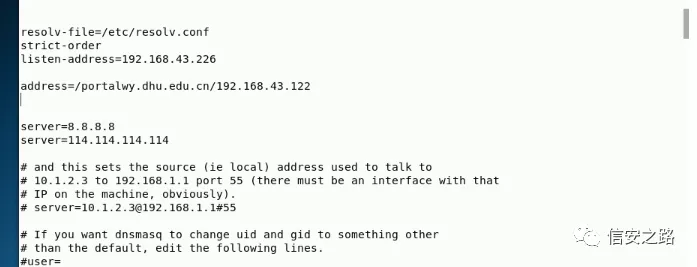 resolv-file=/etc/resolv.conf
strict-order
listen-address=192.168.43.226
address=/portalwy.dhu.edu.cn/192.168.43.122
server=8.8.8.8
server=114.114.114.114
# and this sets the source (ie local) address used to talk to
# 10.1.2.3 to 192.168.1.1 port 55 (there must be an interface with that
# IP on the machine, obviously).
# server=10.1.2.3@192.168.1.1#55
# If you want dnsmasq to change uid and gid to something other
# than the default, edit the following lines.
#user=
信安之路